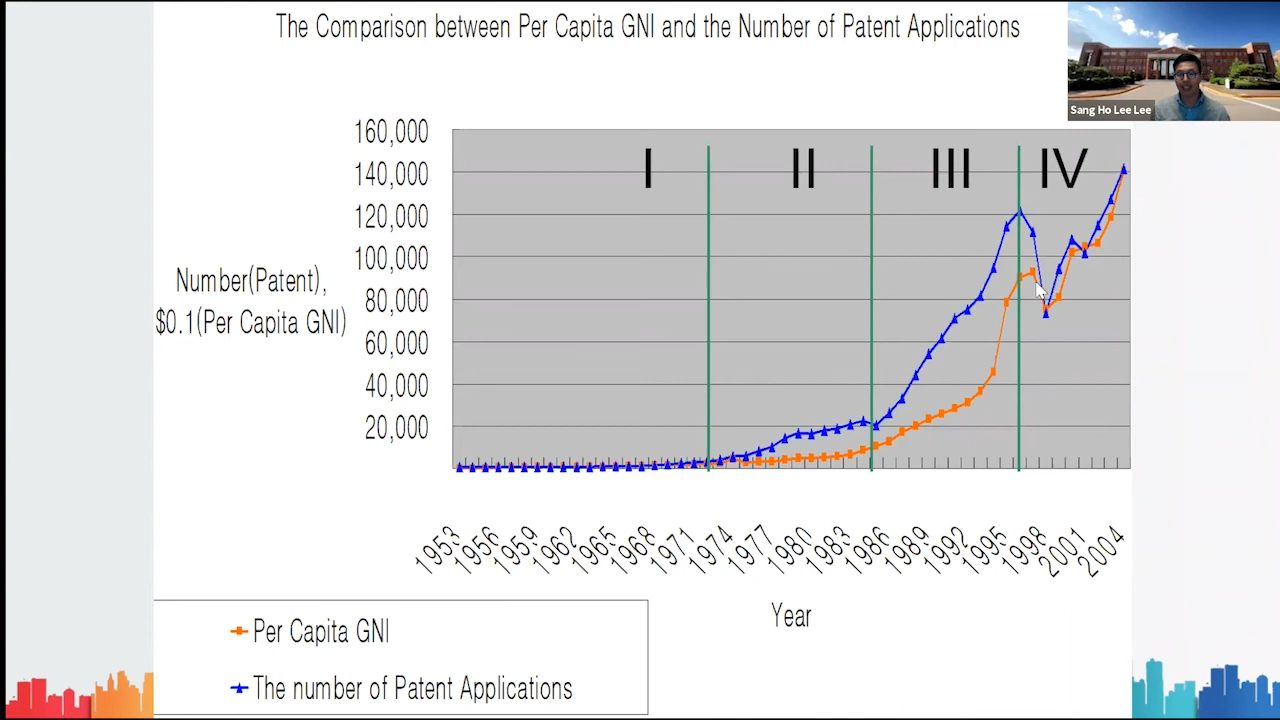 The Comparison between Per Capita GNI and the Number of Patent Applications
Sang Ho Lee Lee
160,000
140,000
120,000
100,000
80,000
60,000
40,000
20,000
Number(Patent),
$0.1(Per Capita GNI)
I
II
III
IV
1953
1956
1959
1962
1965
1968
1971
1974
1977
1980
1983
1986
1989
1992
1995
1998
2001
2004
Year
Per Capita GNI
The number of Patent Applications